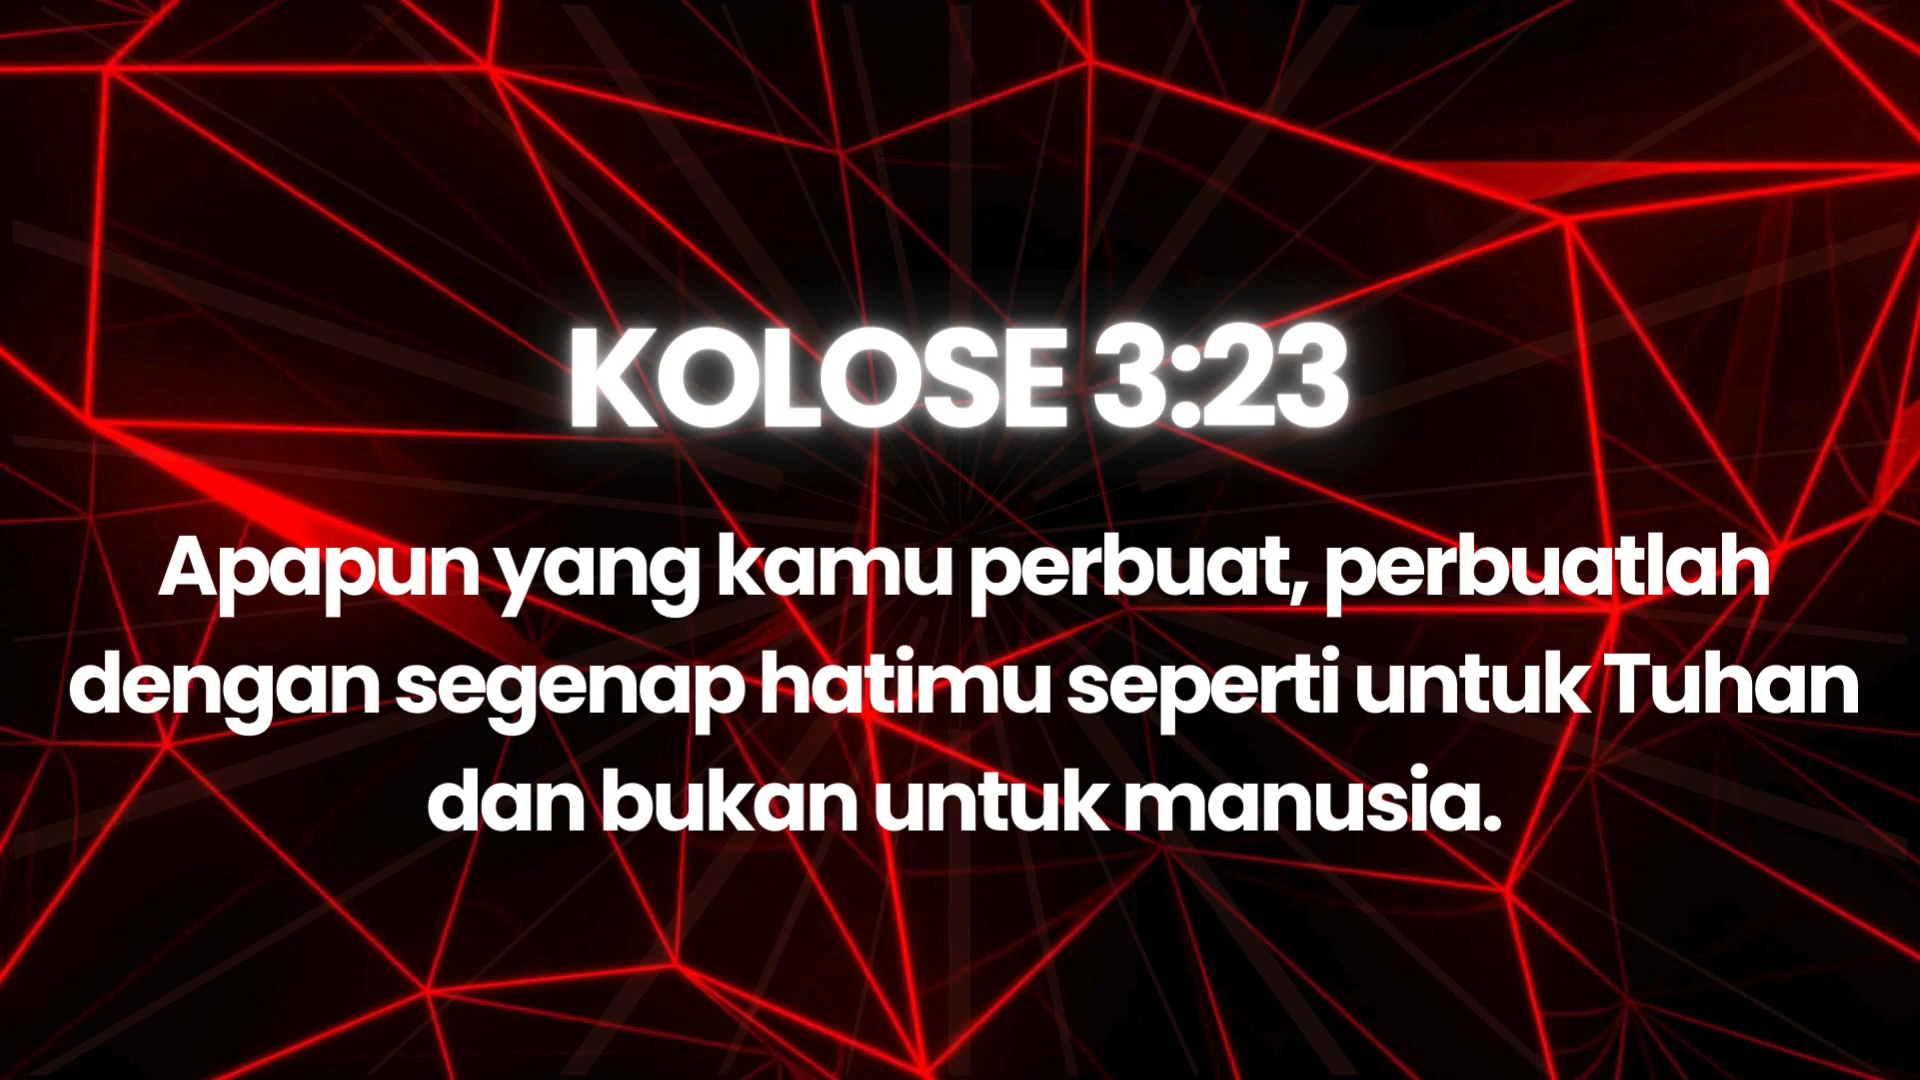 KOLOSE 3:23
Apapun yang kamu perbuat, perbuatlah
dengan segenap hatimu seperti untuk Tuhan
dan bukan untuk manusia.